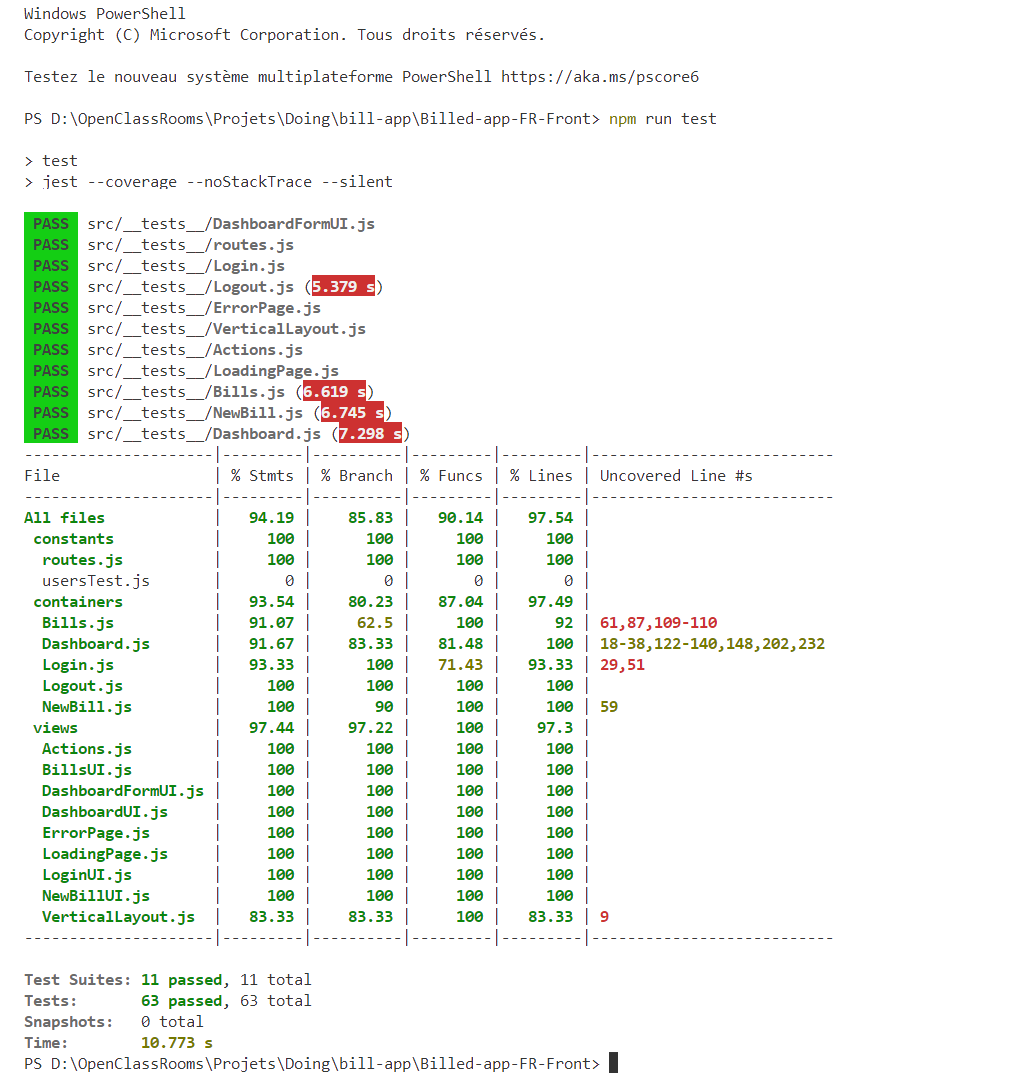 Windows PowerShell
Copyright (C) Microsoft Corporation. Tous droits réservés.
Testez le nouveau système multiplateforme PowerShell https://aka.ms/pscore6
PS D:\OpenClassRooms\Projets\Doing\bill-app\Billed-app-FR-Front> npm run test
> test
> jest --coverage --noStackTrace --silent
PASS src/__tests__/DashboardFormUI.js
PASS src/__tests__/routes.js
PASS src/__tests__/Login.js
PASS src/__tests__/Logout.js (5.379 s)
PASS src/__tests__/ErrorPage.js
PASS src/__tests__/VerticalLayout.js
PASS src/__tests__/Actions.js
PASS src/__tests__/LoadingPage.js
PASS src/__tests__/Bills.js (6.619 s)
PASS src/__tests__/NewBill.js (6.745 s)
PASS src/__tests__/Dashboard.js (7.298 s)
---------------------|---------|----------|---------|---------|---------------------------
File                 | % Stmts | % Branch | % Funcs | % Lines | Uncovered Line #s
---------------------|---------|----------|---------|---------|---------------------------
All files            |   94.19 |    85.83 |   90.14 |   97.54 |
 constants           |     100 |      100 |     100 |     100 |
  routes.js          |     100 |      100 |     100 |     100 |
  usersTest.js       |       0 |        0 |       0 |       0 |
 containers          |   93.54 |    80.23 |   87.04 |   97.49 |
  Bills.js           |   91.07 |     62.5 |     100 |      92 | 61,87,109-110
  Dashboard.js       |   91.67 |    83.33 |   81.48 |     100 | 18-38,122-140,148,202,232
  Login.js           |   93.33 |      100 |   71.43 |   93.33 | 29,51
  Logout.js          |     100 |      100 |     100 |     100 |
  NewBill.js         |     100 |       90 |     100 |     100 | 59
 views               |   97.44 |    97.22 |     100 |    97.3 |
  Actions.js         |     100 |      100 |     100 |     100 |
  BillsUI.js         |     100 |      100 |     100 |     100 |
  DashboardFormUI.js |     100 |      100 |     100 |     100 |
  DashboardUI.js     |     100 |      100 |     100 |     100 |
  ErrorPage.js       |     100 |      100 |     100 |     100 |
  LoadingPage.js     |     100 |      100 |     100 |     100 |
  LoginUI.js         |     100 |      100 |     100 |     100 |
  NewBillUI.js       |     100 |      100 |     100 |     100 |
  VerticalLayout.js  |   83.33 |    83.33 |     100 |   83.33 | 9
---------------------|---------|----------|---------|---------|---------------------------
Test Suites: 11 passed, 11 total
Tests:       63 passed, 63 total
Snapshots:   0 total
Time:        10.773 s
PS D:\OpenClassRooms\Projets\Doing\bill-app\Billed-app-FR-Front>